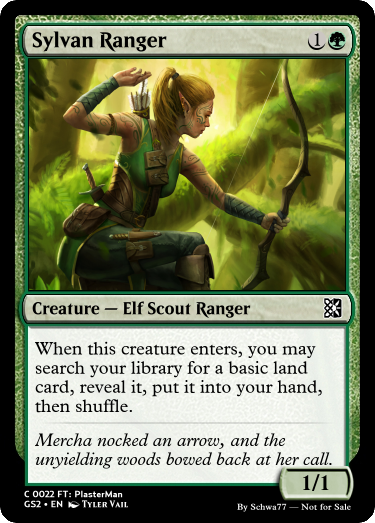 Sylvan Ranger 1
Creature — Elf Scout Ranger
When this creature enters, you may
search your library for a basic land
card, reveal it, put it into your hand,
then shuffle.
Mercha nocked an arrow, and the
unyielding woods bowed back at her call.
1/1
C 0022 FT: PlasterMan
GS2 • EN Tyler Vail
By Schwa77 — Not for Sale